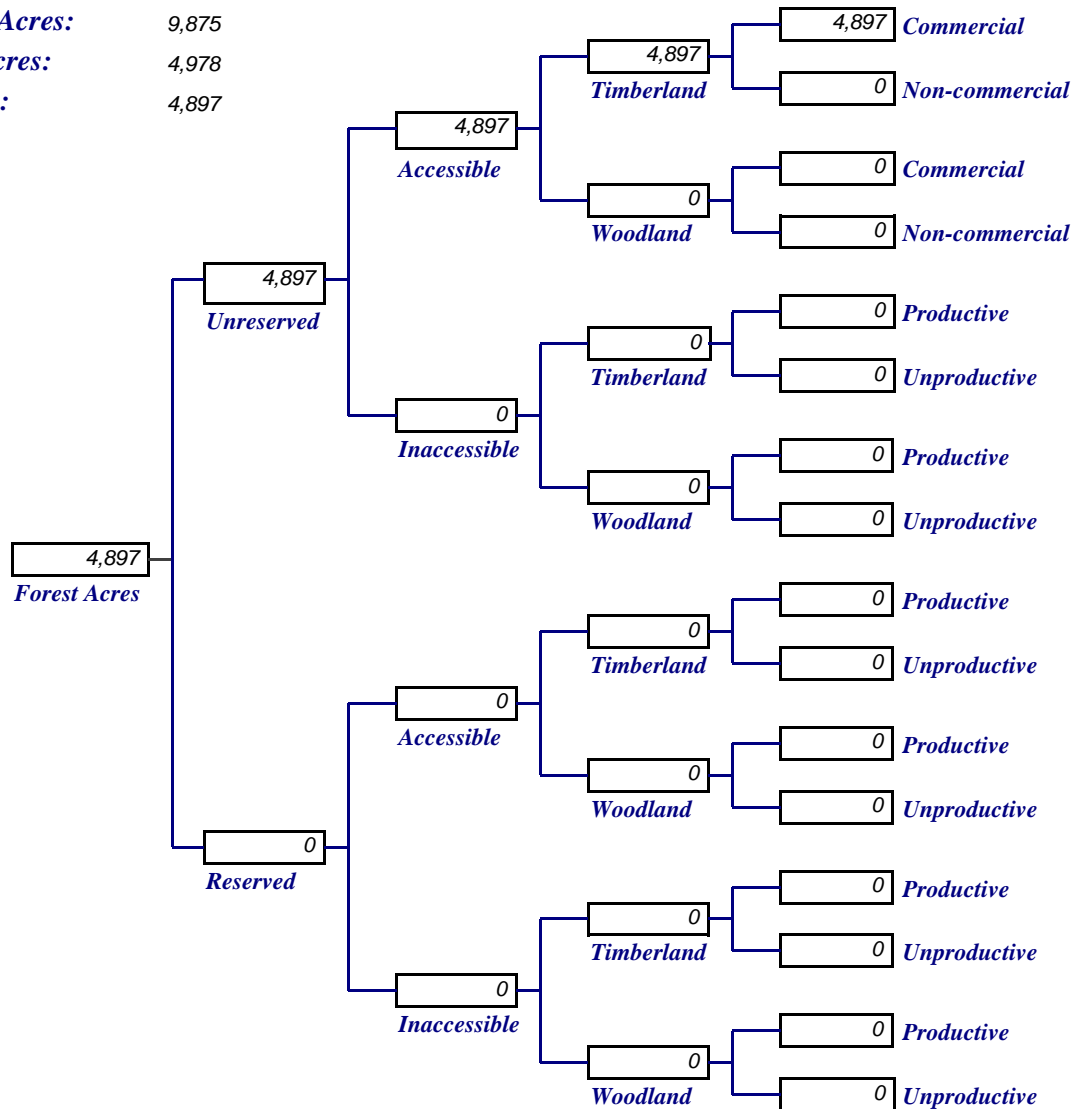 Acres: 9,875
cres: 4,978
: 4,897
4,897 Commercial
4,897
Timberland
0 Non-commercial
4,897
Accessible
0 Commercial
0
Woodland
0 Non-commercial
4,897
Unreserved
0 Productive
0
Timberland
0 Unproductive
0
Inaccessible
0 Productive
0
Woodland
0 Unproductive
4,897
Forest Acres
0 Productive
0
Timberland
0 Unproductive
0
Accessible
0 Productive
0
Woodland
0 Unproductive
0
Reserved
0 Productive
0
Timberland
0 Unproductive
0
Inaccessible
0 Productive
0
Woodland
0 Unproductive